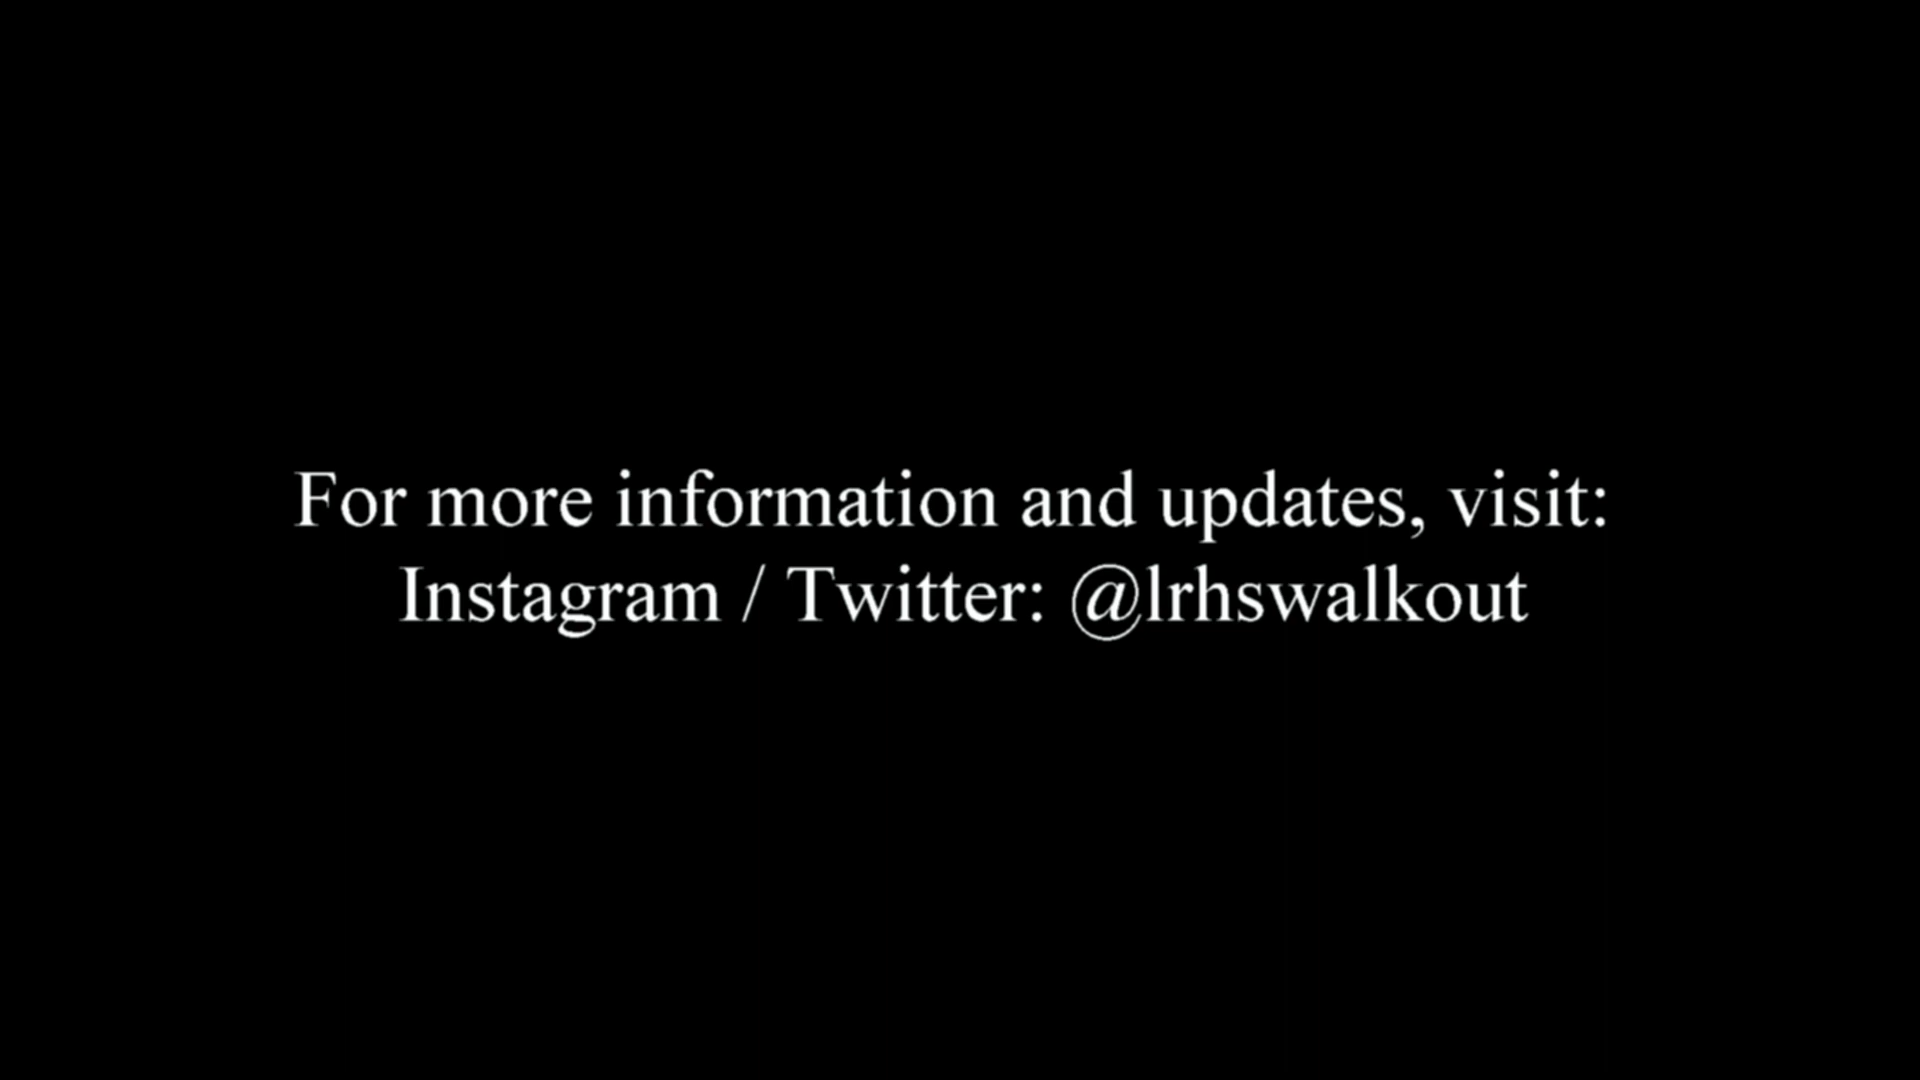 For more information and updates, visit:
Instagram / Twitter: @lrhswalkout